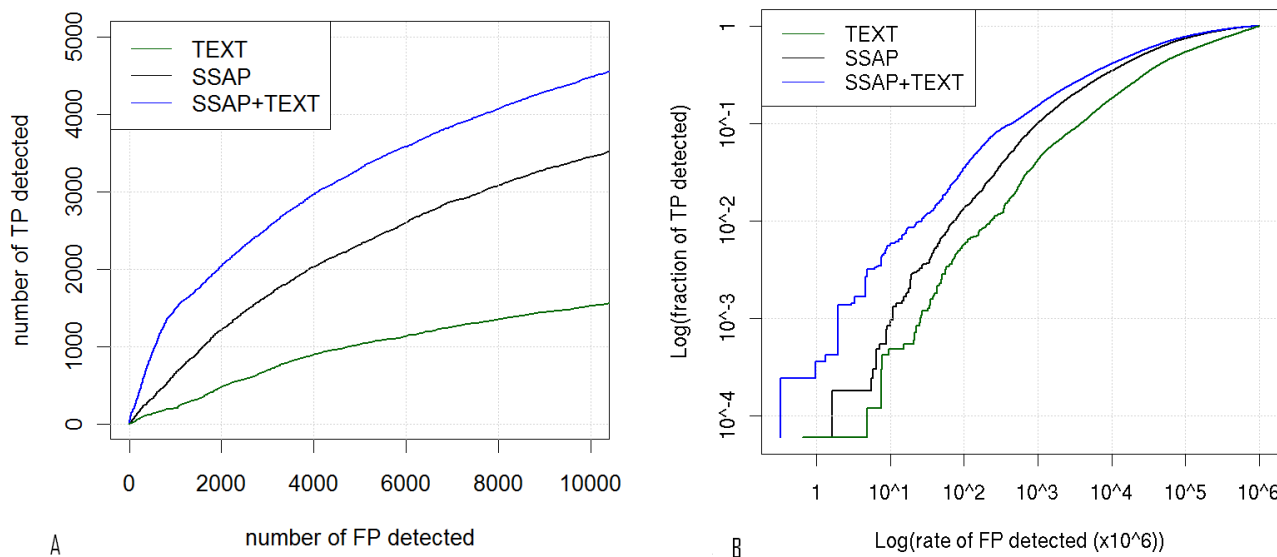 TEXT
SSAP
SSAP+TEXT
number of TP detected
5000
4000
3000
2000
1000
0
0 2000 4000 6000 8000 10000
number of FP detected
A
TEXT
SSAP
SSAP+TEXT
Log(fraction of TP detected)
1
10^-1
10^-2
10^-3
10^-4
1 10^1 10^2 10^3 10^4 10^5 10^6
Log(rate of FP detected (x10^6))
B